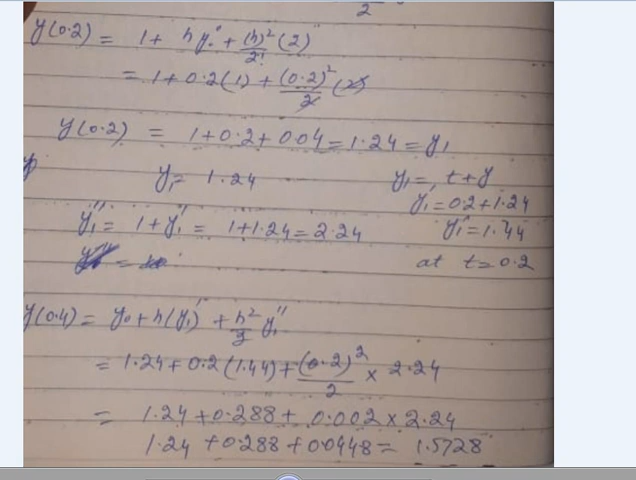 2
y(0.2) = 1 + h y₀' + (h)²/2! (2)
= 1 + 0.2(1) + (0.2)²/2 (2)
y(0.2) = 1+0.2+0.04 = 1.24 = y₁
y₁ = 1.24 y₁' = t+y
y₁' = 0.2+1.24
y₁'' = 1 + y₁' = 1+1.24 = 2.24 y₁' = 1.44
at t=0.2
y(0.4) = y₀ + h(y₁)' + h²/2 y₁''
= 1.24 + 0.2(1.44) + (0.2)²/2 × 2.24
= 1.24 + 0.288 + 0.002 × 2.24
1.24 + 0.288 + 0.0448 = 1.5728